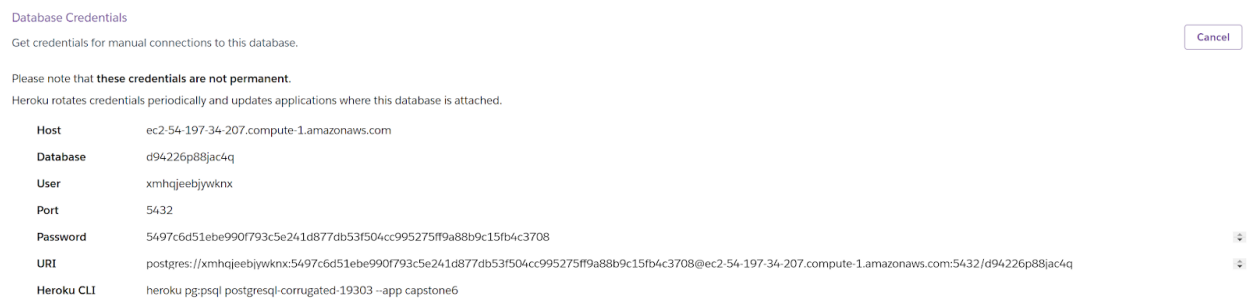 Database Credentials
Get credentials for manual connections to this database.
Cancel
Please note that these credentials are not permanent.
Heroku rotates credentials periodically and updates applications where this database is attached.
Host ec2-54-197-34-207.compute-1.amazonaws.com
Database d94226p88jac4q
User xmhqjeebjywknx
Port 5432
Password 5497c6d51ebe990f793c5e241d877db53f504cc995275ff9a88b9c15fb4c3708
URI postgres://xmhqjeebjywknx:5497c6d51ebe990f793c5e241d877db53f504cc995275ff9a88b9c15fb4c3708@ec2-54-197-34-207.compute-1.amazonaws.com:5432/d94226p88jac4q
Heroku CLI heroku pg:psql postgresql-corrugated-19303 --app capstone6